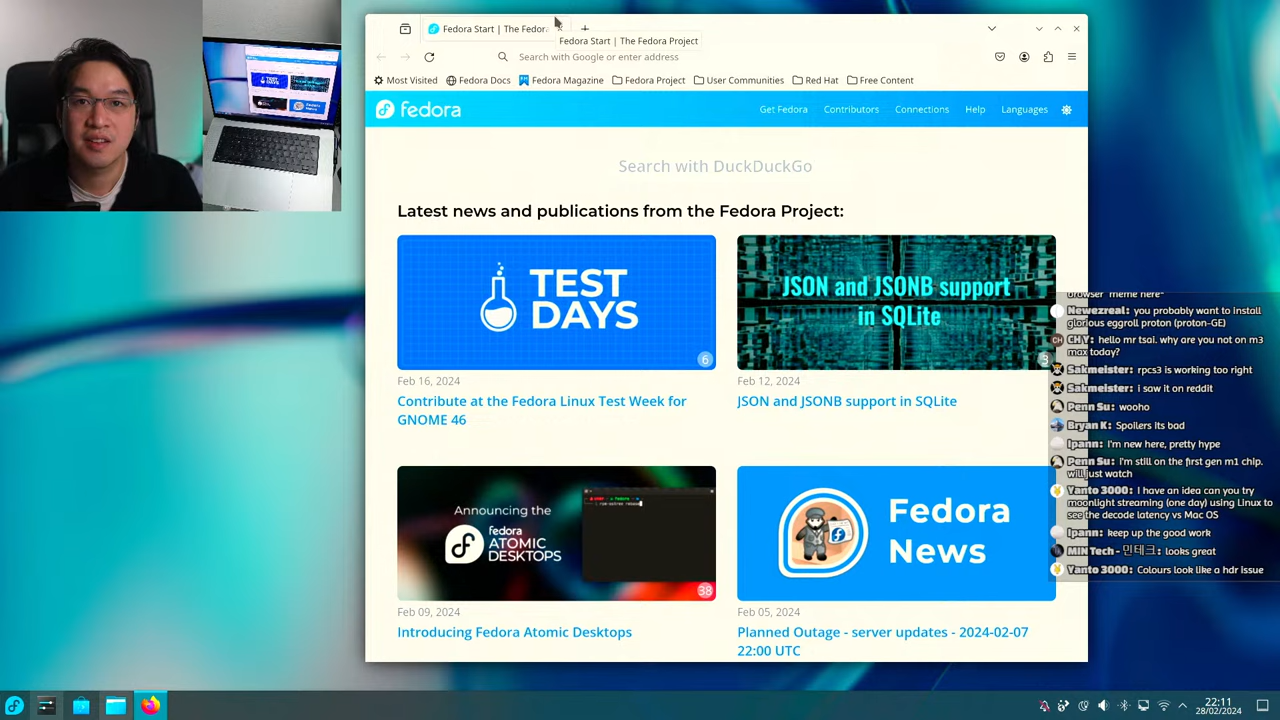 Fedora Start | The Fedora
Fedora Start | The Fedora Project
Search with Google or enter address
Most Visited
Fedora Docs
Fedora Magazine
Fedora Project
User Communities
Red Hat
Free Content
fedora
Get Fedora
Contributors
Connections
Help
Languages
Search with DuckDuckGo
Latest news and publications from the Fedora Project:
TEST
DAYS
6
Feb 16, 2024
Contribute at the Fedora Linux Test Week for
GNOME 46
JSON and JSONB support
in SQLite
3
Feb 12, 2024
JSON and JSONB support in SQLite
Announcing the
fedora
ATOMIC
DESKTOPS
38
Feb 09, 2024
Introducing Fedora Atomic Desktops
Fedora
News
Feb 05, 2024
Planned Outage - server updates - 2024-02-07
22:00 UTC
browser meme here"
Newezreal: you probably want to install
glorious eggroll proton (proton-GE)
CH Y: hello mr tsai. why are you not on m3
max today?
Sakmeister: rpcs3 is working too right
Sakmeister: i saw it on reddit
Penn Su: wooho
Bryan K: Spoilers its bad
Ipann: I'm new here, pretty hype
Penn Su: I'm still on the first gen m1 chip.
will just watch
Yanto 3000: I have an idea can you try
moonlight streaming (one day) using Linux to
see the decode latency vs Mac OS
Ipann: keep up the good work
MIN Tech - 민테크: looks great
Yanto 3000: Colours look like a hdr issue
22:11
28/02/2024